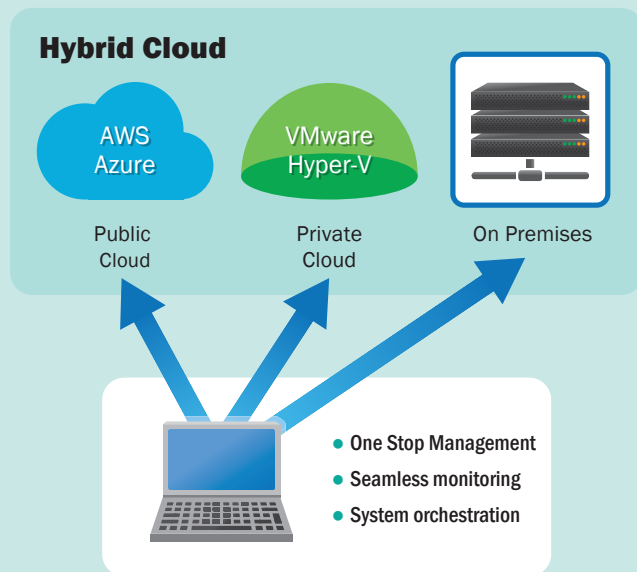 Hybrid Cloud
AWS
Azure
VMware
Hyper-V
Public
Cloud
Private
Cloud
On Premises
One Stop Management
Seamless monitoring
System orchestration